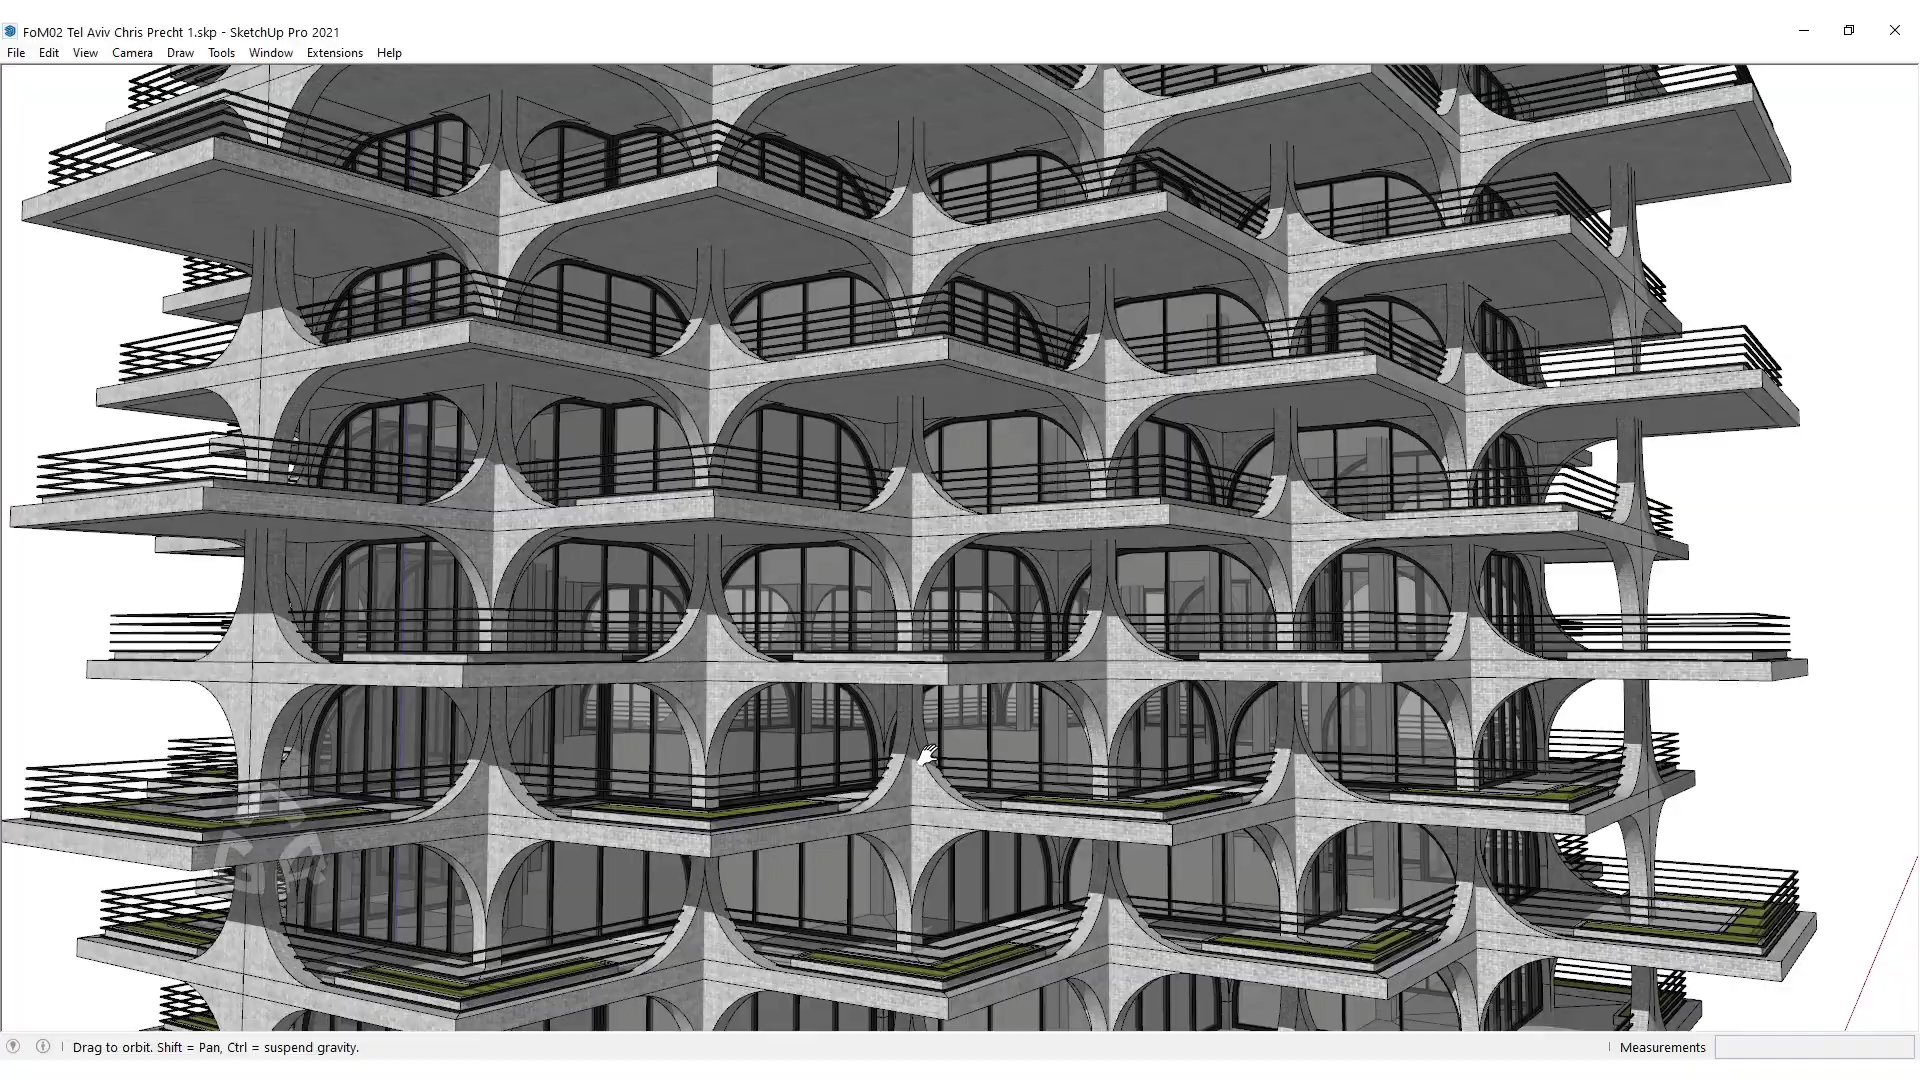 FoM02 Tel Aviv Chris Precht 1.skp - SketchUp Pro 2021
File Edit View Camera Draw Tools Window Extensions Help
Drag to orbit. Shift = Pan, Ctrl = suspend gravity.
Measurements